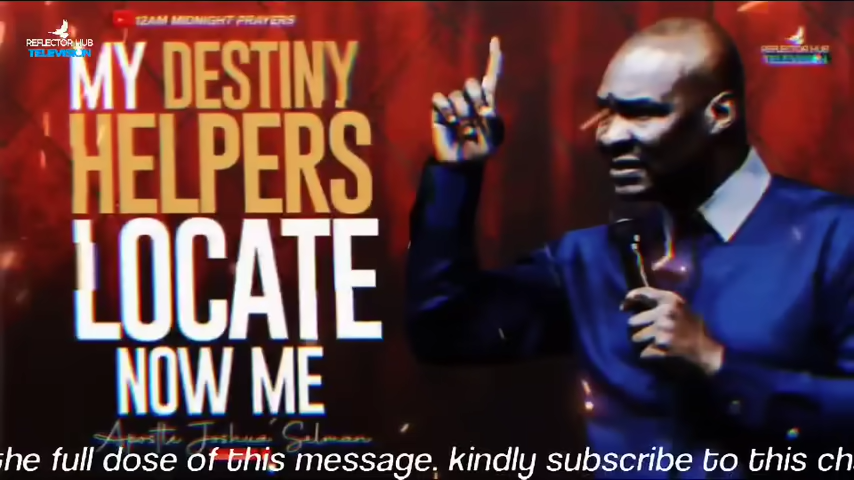 REFLECTOR HUB
TELEVISION
12AM MIDNIGHT PRAYERS
REFLECTOR HUB
TELEVISION
MY DESTINY
HELPERS
LOCATE
NOW ME
Apostle Joshua Selman
the full dose of this message. kindly subscribe to this ch